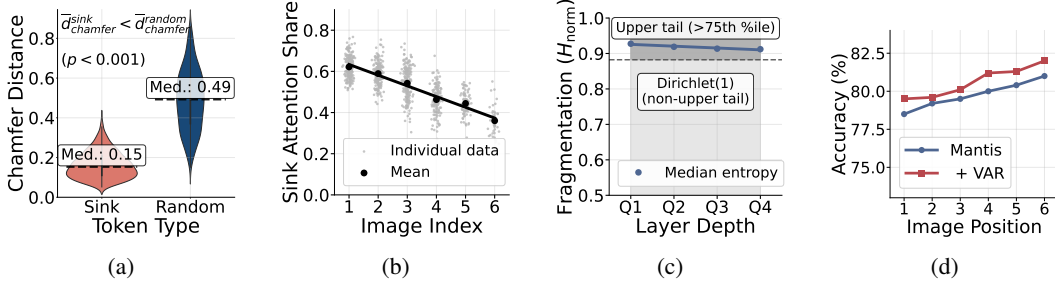 Chamfer Distance
0.8
0.6
0.4
0.2
0.0
d̄ sink chamfer < d̄ random chamfer
(p < 0.001)
Med.: 0.49
Med.: 0.15
Sink Random
Token Type
(a)
Sink Attention Share
0.8
0.6
0.4
0.2
0.0
Individual data
Mean
1 2 3 4 5 6
Image Index
(b)
Fragmentation (H_norm)
1.0
0.9
0.8
0.7
0.6
0.5
Upper tail (>75th %ile)
Dirichlet(1)
(non-upper tail)
Median entropy
Q1 Q2 Q3 Q4
Layer Depth
(c)
Accuracy (%)
82.5
80.0
77.5
75.0
Mantis
+ VAR
1 2 3 4 5 6
Image Position
(d)